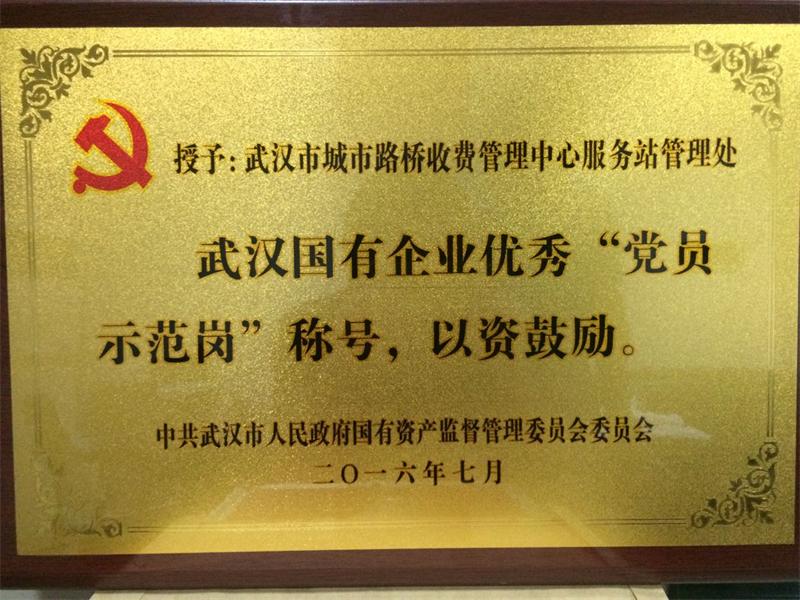 授予:武汉市城市路桥收费管理中心服务站管理处
武汉国有企业优秀“党员
示范岗”称号,以资鼓励。
中共武汉市人民政府国有资产监督管理委员会委员会
二〇一六年七月